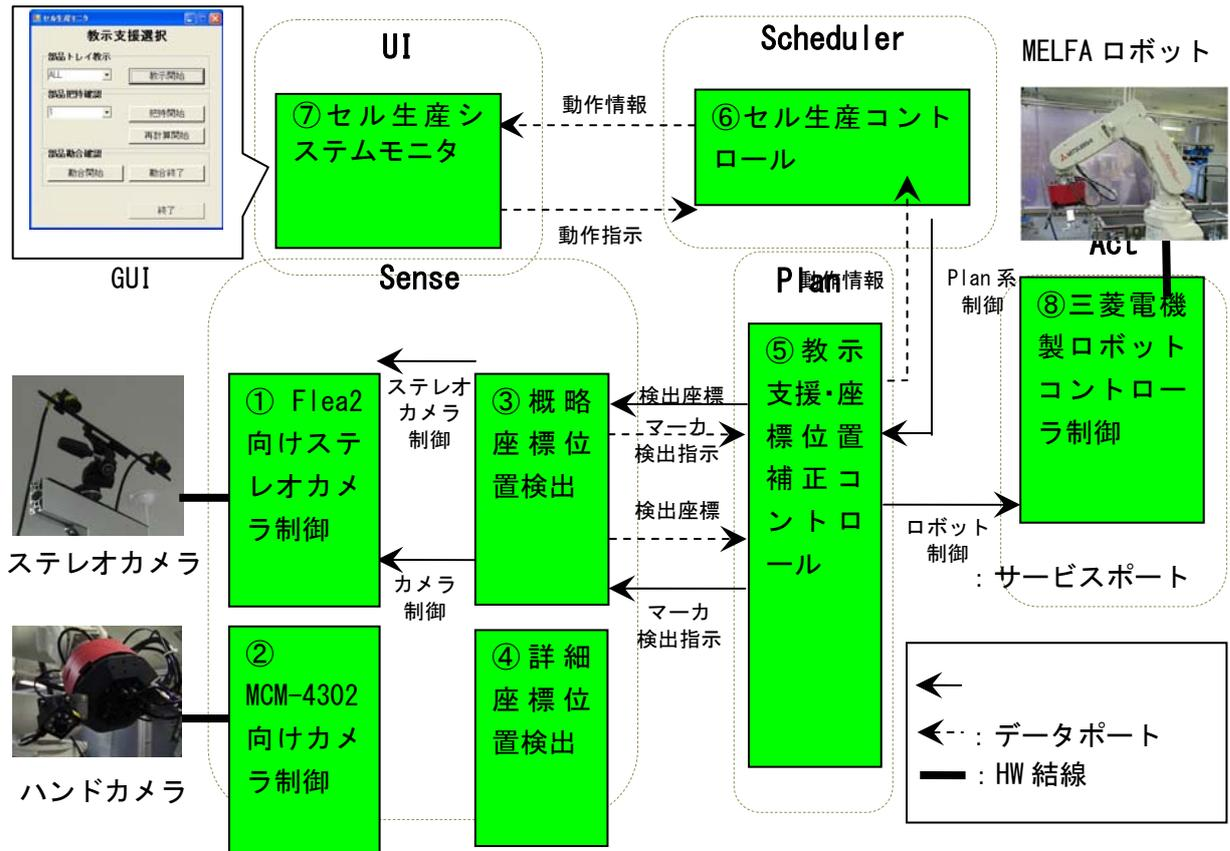 セル生産モニタ
教示支援選択
部品トレイ教示
ALL
教示開始
部品把持確認
1
把持開始
再計算開始
部品勘合確認
勘合開始
勘合終了
終了
GUI
UI
⑦セル生産シ
ステムモニタ
動作情報
動作指示
Scheduler
⑥セル生産コント
ロール
MELFA ロボット
MITSUBISHI
Act
⑧三菱電機
製ロボット
コントロー
ラ制御
Sense
Plan
動作情報
Plan 系
制御
ステレオカメラ
① Flea2
向けステ
レオカメ
ラ制御
ステレオ
カメラ
制御
③概略
座標位
置検出
検出座標
マーカ
検出指示
検出座標
マーカ
検出指示
⑤教示
支援・座
標位置
補正コ
ントロ
ール
ロボット
制御
カメラ
制御
ハンドカメラ
②
MCM-4302
向けカメ
ラ制御
④詳細
座標位
置検出
：サービスポート
：データポート
：HW 結線